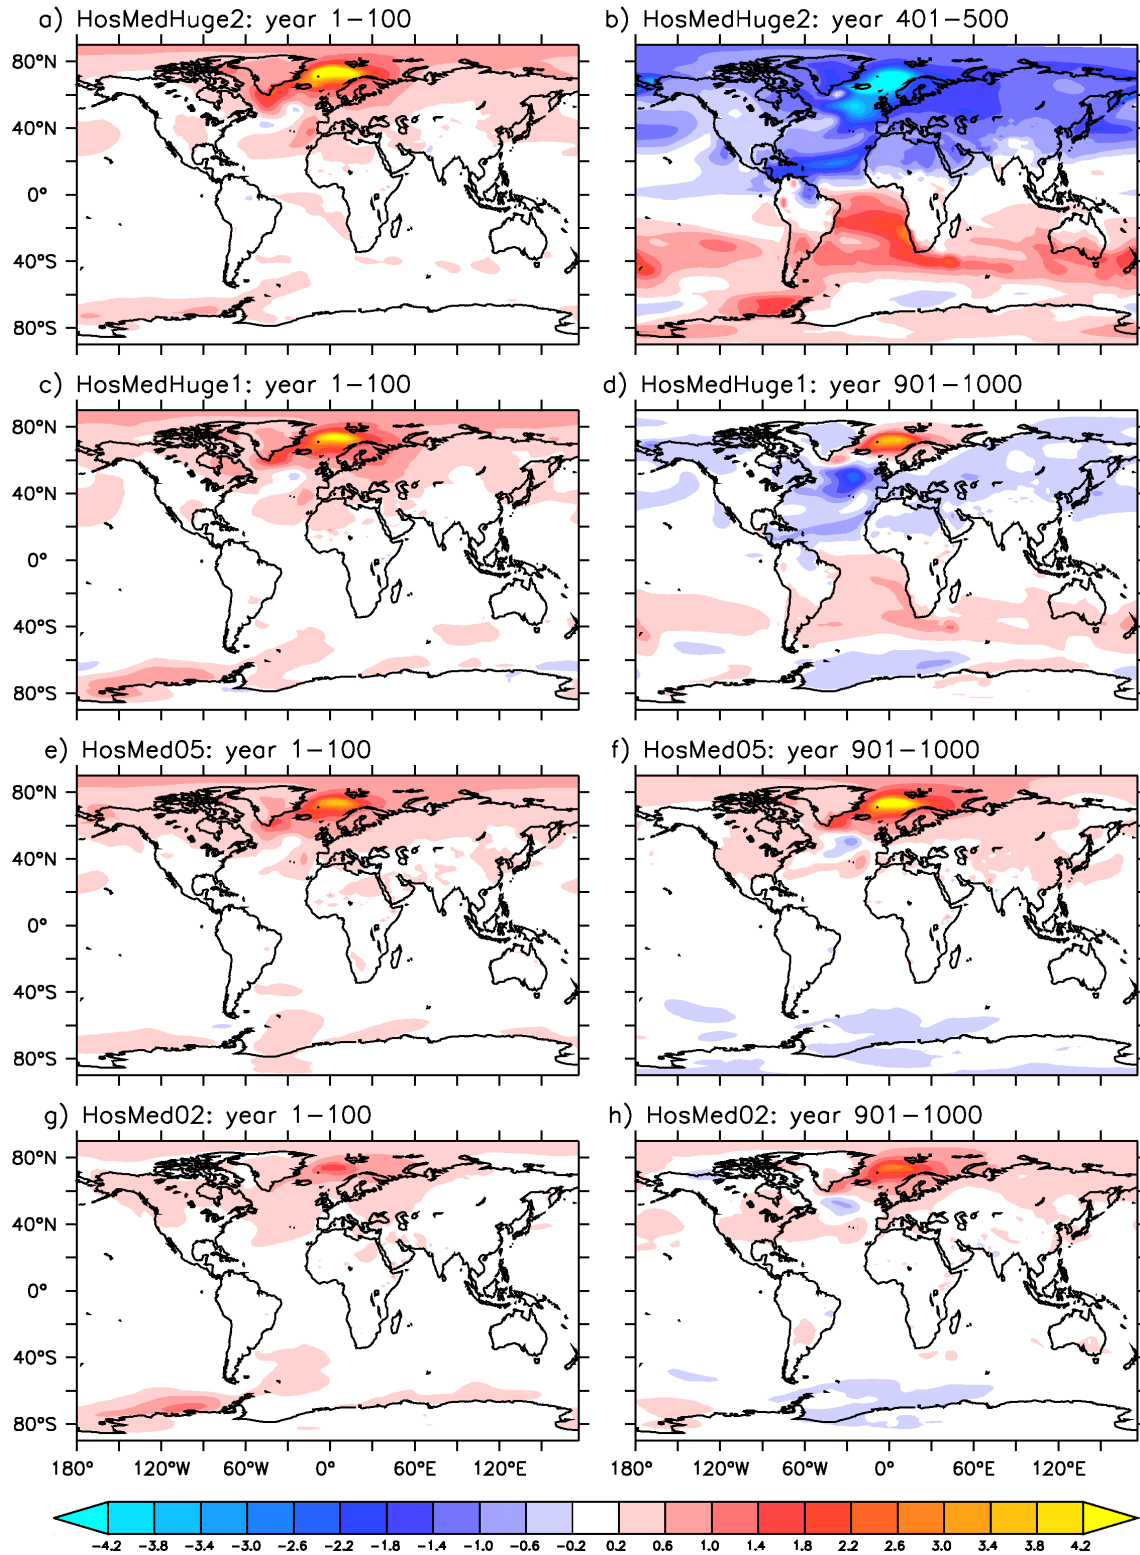 a) HosMedHuge2: year 1−100
b) HosMedHuge2: year 401−500
80°N
40°N
0°
40°S
80°S
c) HosMedHuge1: year 1−100
d) HosMedHuge1: year 901−1000
80°N
40°N
0°
40°S
80°S
e) HosMed05: year 1−100
f) HosMed05: year 901−1000
80°N
40°N
0°
40°S
80°S
g) HosMed02: year 1−100
h) HosMed02: year 901−1000
80°N
40°N
0°
40°S
80°S
180° 120°W 60°W 0° 60°E 120°E
180° 120°W 60°W 0° 60°E 120°E
−4.2 −3.8 −3.4 −3.0 −2.6 −2.2 −1.8 −1.4 −1.0 −0.6 −0.2 0.2 0.6 1.0 1.4 1.8 2.2 2.6 3.0 3.4 3.8 4.2